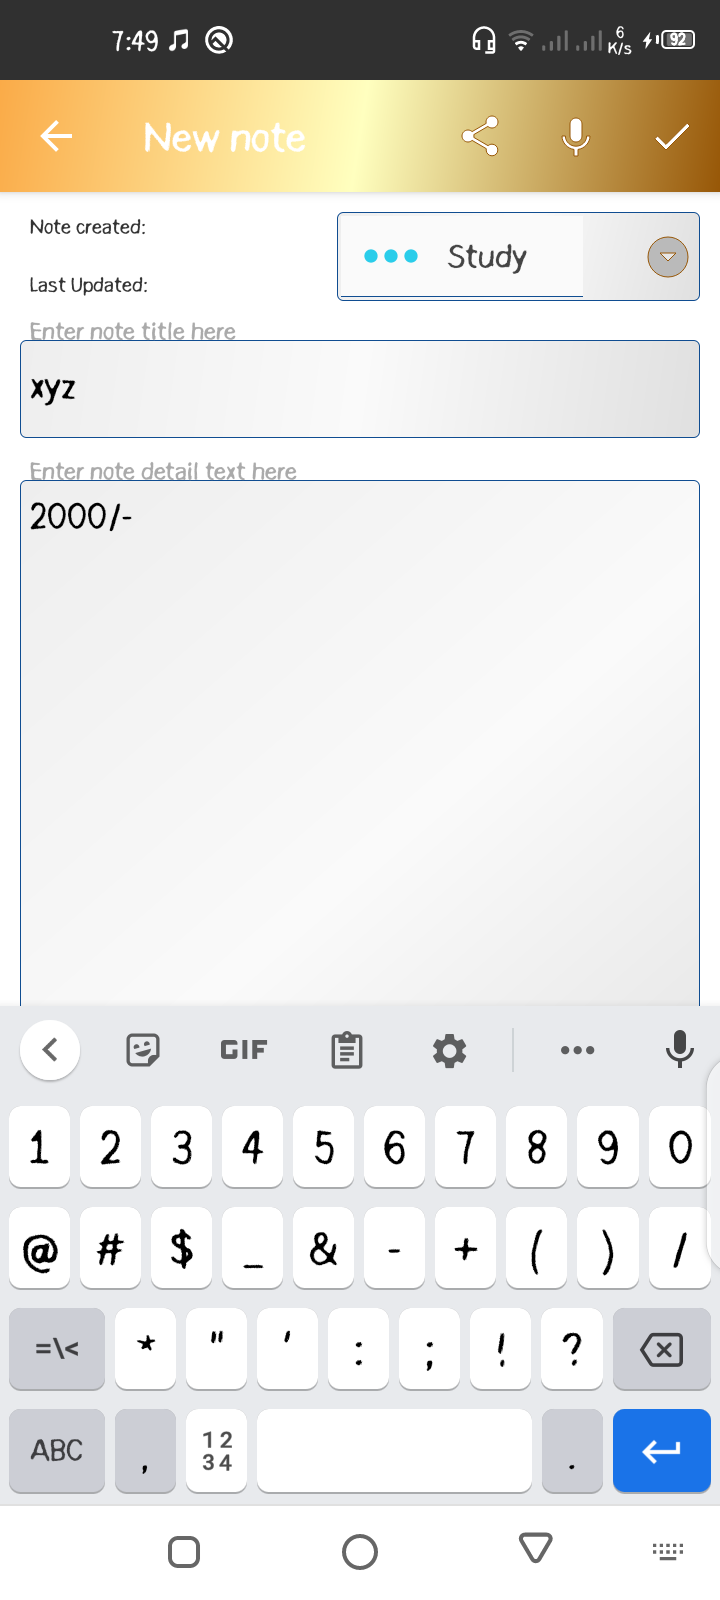 7:49 6 K/s 92
New note
Note created:
Study
Last Updated:
Enter note title here
xyz
Enter note detail text here
2000/-
GIF
1 2 3 4 5 6 7 8 9 0
@ # $ _ & - + ( ) /
=\< * " ' : ; ! ?
ABC , 12 34 .